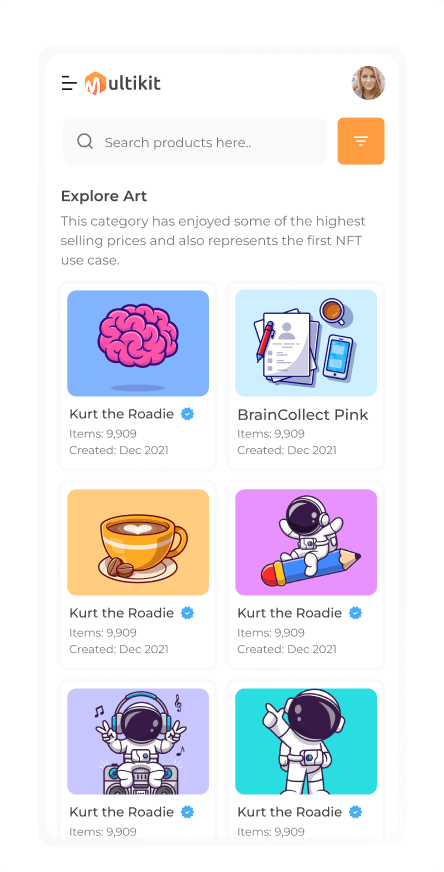 Multikit
Search products here..
Explore Art
This category has enjoyed some of the highest
selling prices and also represents the first NFT
use case.
Kurt the Roadie
Items: 9,909
Created: Dec 2021
BrainCollect Pink
Items: 9,909
Created: Dec 2021
Kurt the Roadie
Items: 9,909
Created: Dec 2021
Kurt the Roadie
Items: 9,909
Created: Dec 2021
Kurt the Roadie
Items: 9,909
Kurt the Roadie
Items: 9,909